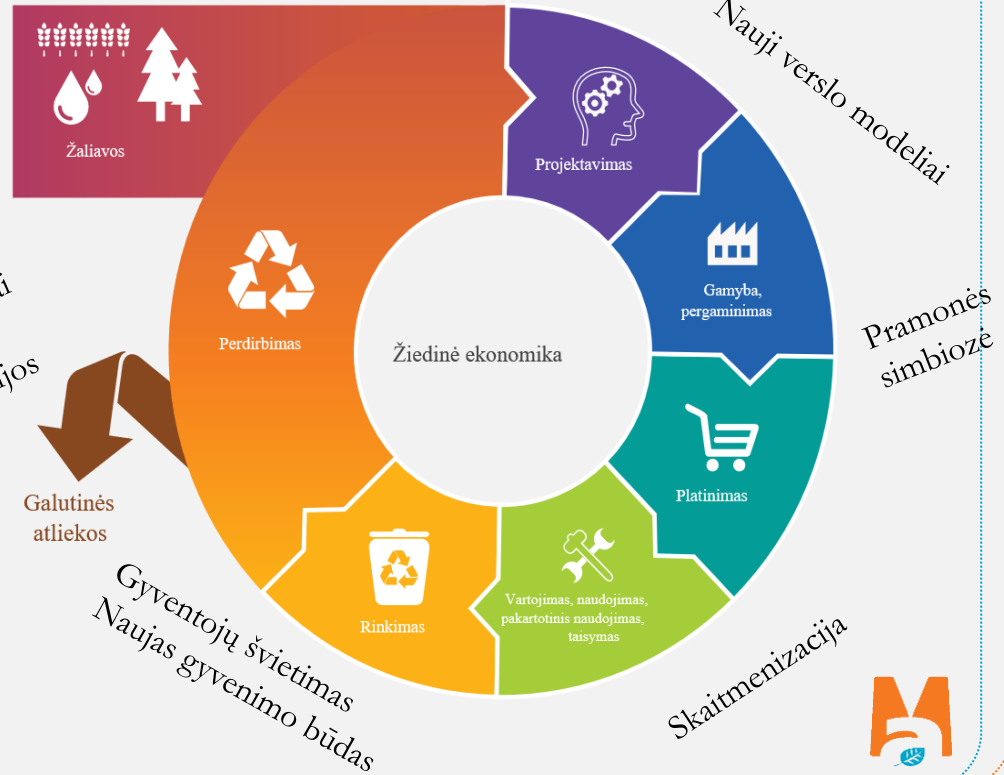 Nauji verslo modeliai
Žaliavos
Projektavimas
Gamyba,
pergaminimas
Pramonės
simbiozė
Perdirbimas
Žiedinė ekonomika
Platinimas
Galutinės
atliekos
Vartojimas, naudojimas,
pakartotinis naudojimas,
taisymas
Rinkimas
Gyventojų švietimas
Naujas gyvenimo būdas
Skaitmenizacija